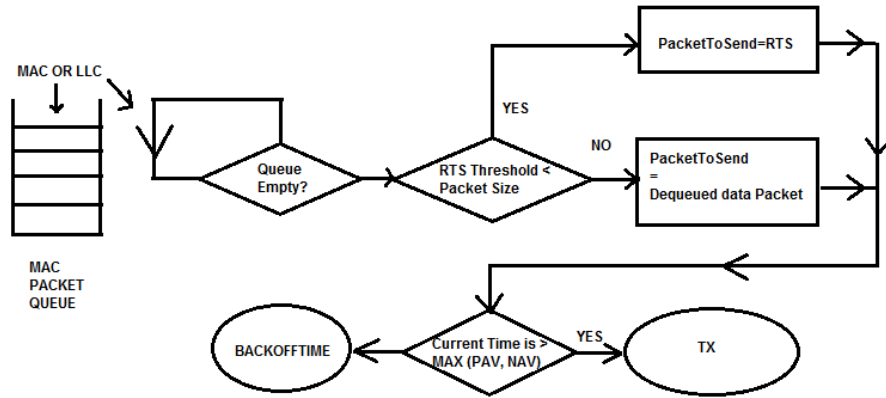 PacketToSend=RTS
MAC OR LLC
YES
Queue
Empty?
RTS Threshold <
Packet Size
NO
PacketToSend
=
Dequeued data Packet
MAC
PACKET
QUEUE
BACKOFFTIME
Current Time is >
MAX (PAV, NAV)
YES
TX